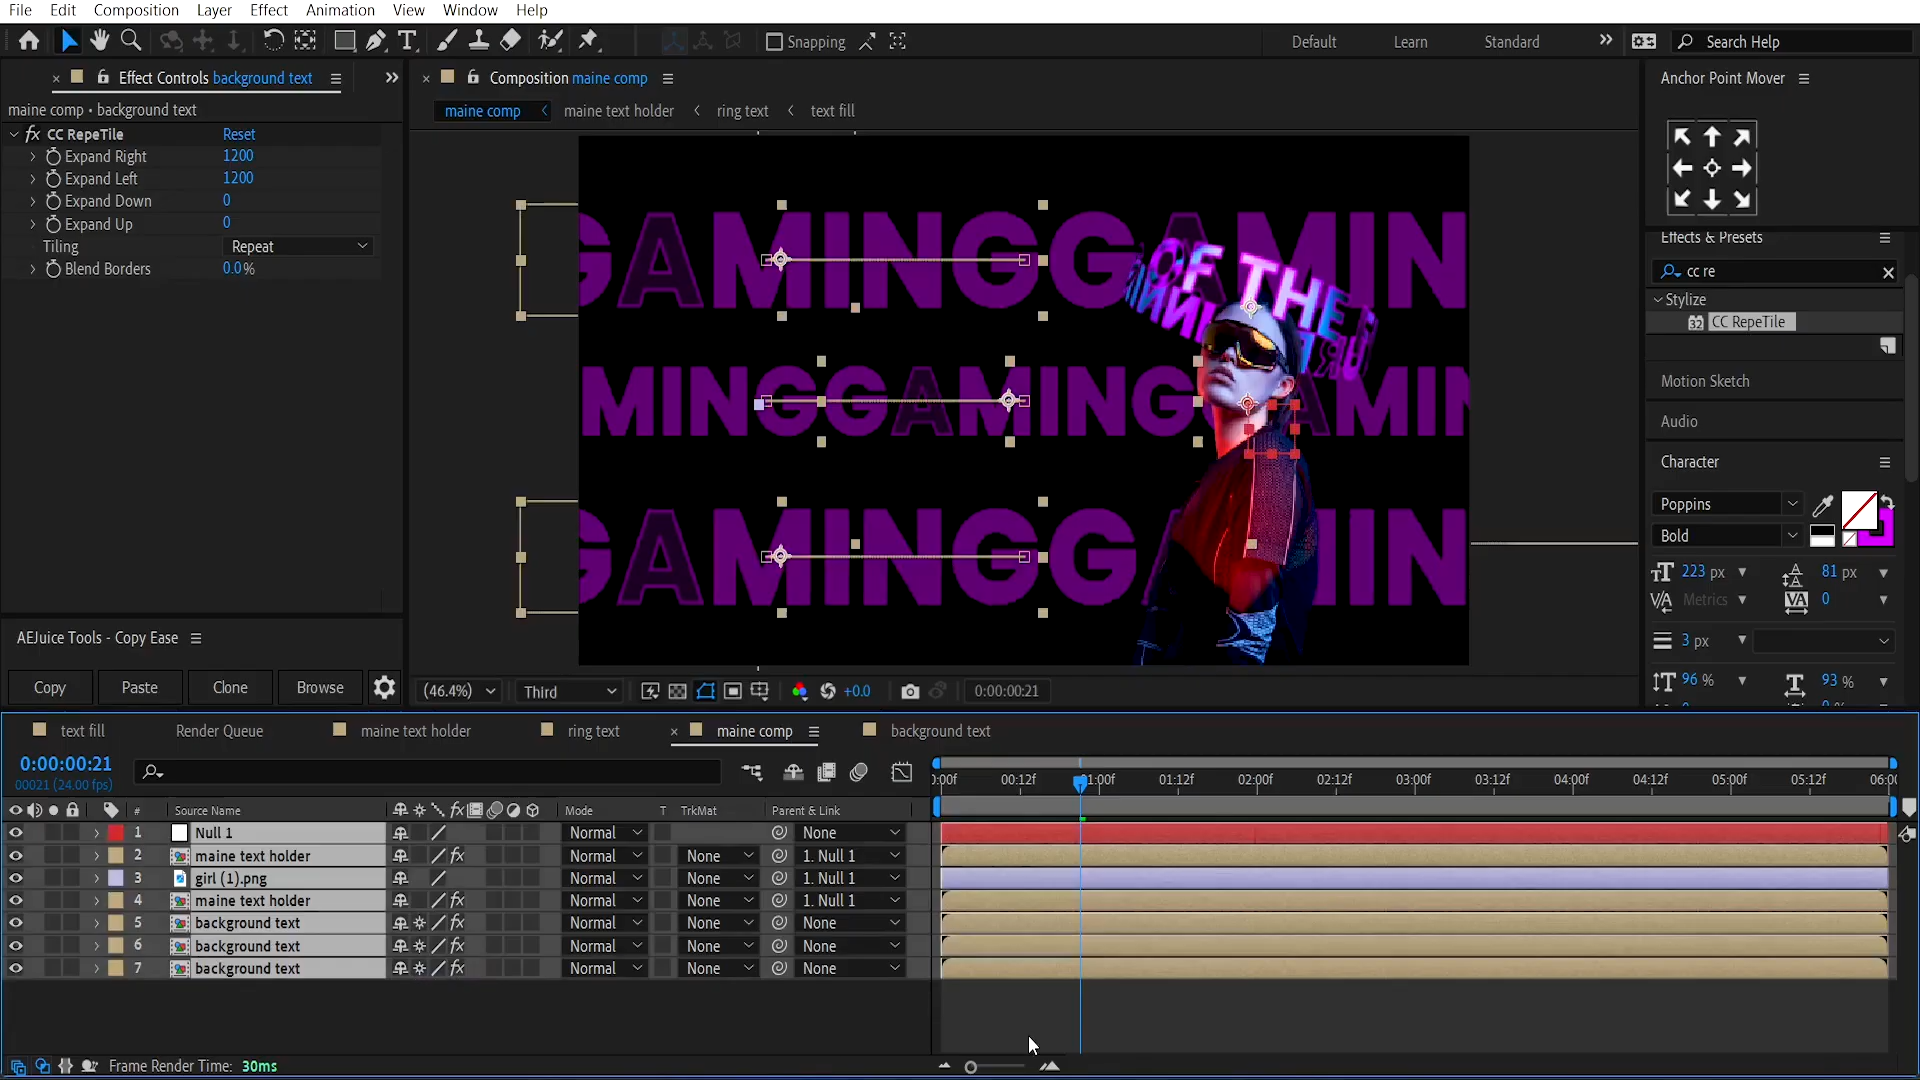 File Edit Composition Layer Effect Animation View Window Help
Snapping
Default Learn Standard
Search Help
Effect Controls background text
Composition maine comp
Anchor Point Mover
maine comp • background text
maine comp maine text holder ring text text fill
fx CC RepeTile Reset
Expand Right 1200
Expand Left 1200
Expand Down 0
Expand Up 0
Tiling Repeat
Blend Borders 0.0%
GAMINGGAMIN
OF THE
AMINGGAMINGGAMIN
GAMINGGAMIN
Effects & Presets
cc re
Stylize
32 CC RepeTile
Motion Sketch
Audio
Character
Poppins
Bold
223 px 81 px
Metrics 0
3 px
96 % 93 %
AEJuice Tools - Copy Ease
Copy Paste Clone Browse
(46.4%) Third +0.0 0:00:00:21
text fill Render Queue maine text holder ring text maine comp background text
0:00:00:21
00021 (24.00 fps)
00:12f 01:00f 01:12f 02:00f 02:12f 03:00f 03:12f 04:00f 04:12f 05:00f 05:12f
# Source Name Mode T TrkMat Parent & Link
1 Null 1 Normal None
2 maine text holder fx Normal None 1. Null 1
3 girl (1).png Normal None 1. Null 1
4 maine text holder fx Normal None 1. Null 1
5 background text fx Normal None None
6 background text fx Normal None None
7 background text fx Normal None None
Frame Render Time: 30ms